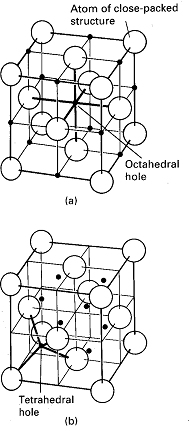 Atom of close-packed
structure
Octahedral
hole
(a)
Tetrahedral
hole
(b)